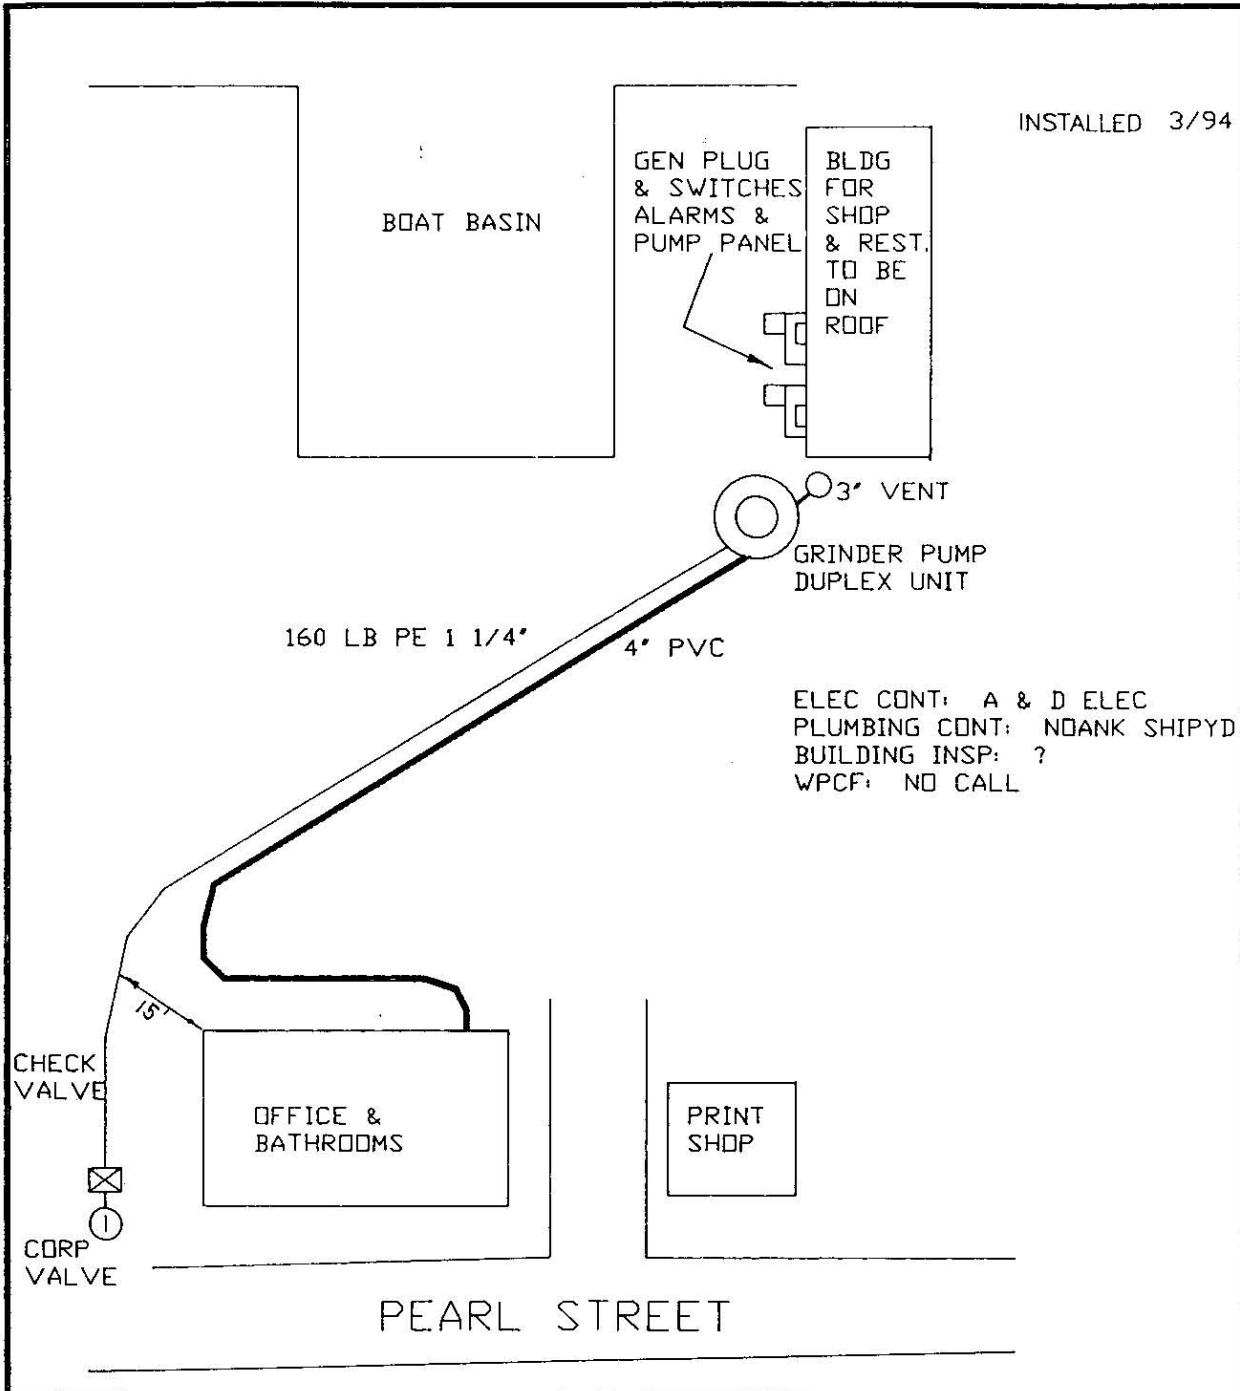 INSTALLED 3/94
GEN PLUG
& SWITCHES
ALARMS &
PUMP PANEL
BLDG
FOR
SHOP
& REST.
TO BE
ON
ROOF
BOAT BASIN
3" VENT
GRINDER PUMP
DUPLEX UNIT
160 LB PE 1 1/4"
4" PVC
ELEC CONT: A & D ELEC
PLUMBING CONT: NOANK SHIPYD
BUILDING INSP: ?
WPCF: NO CALL
15'
CHECK
VALVE
OFFICE &
BATHROOMS
PRINT
SHOP
1
CORP
VALVE
PEARL STREET